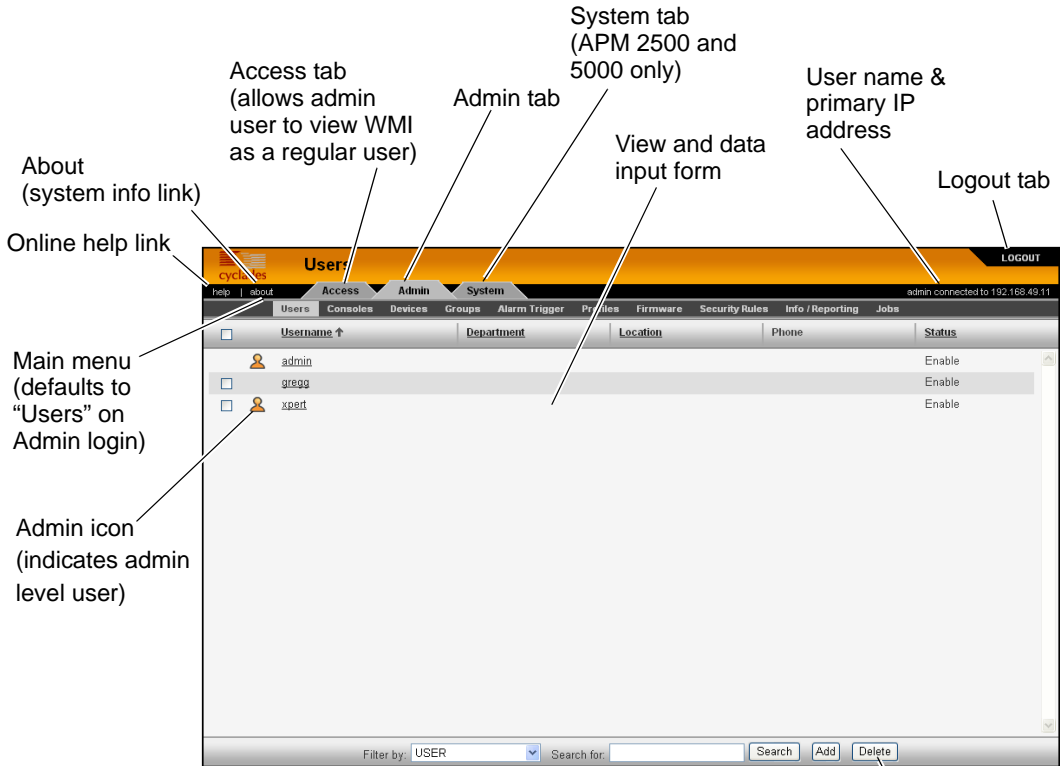 System tab
(APM 2500 and
5000 only)
Access tab
(allows admin
user to view WMI
as a regular user)
Admin tab
User name &
primary IP
address
View and data
input form
About
(system info link)
Logout tab
Online help link
cyclades
Users
LOGOUT
help | about
Access
Admin
System
admin connected to 192.168.49.11
Users Consoles Devices Groups Alarm Trigger Profiles Firmware Security Rules Info / Reporting Jobs
Username ↑ Department Location Phone Status
admin Enable
gregg Enable
xpert Enable
Main menu
(defaults to
“Users” on
Admin login)
Admin icon
(indicates admin
level user)
Filter by: USER Search for: Search Add Delete